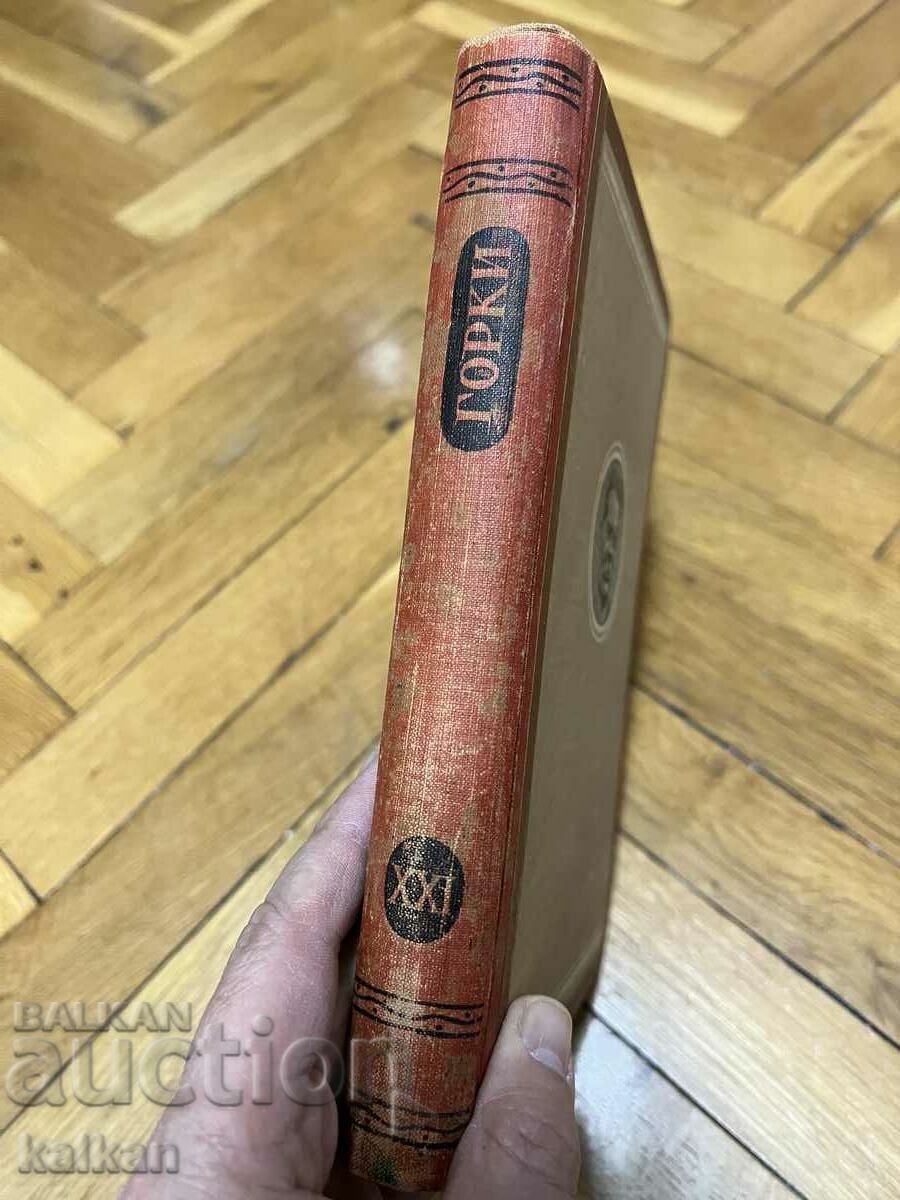 ГОРКИ
XXI
BALKAN
auction
kalkan